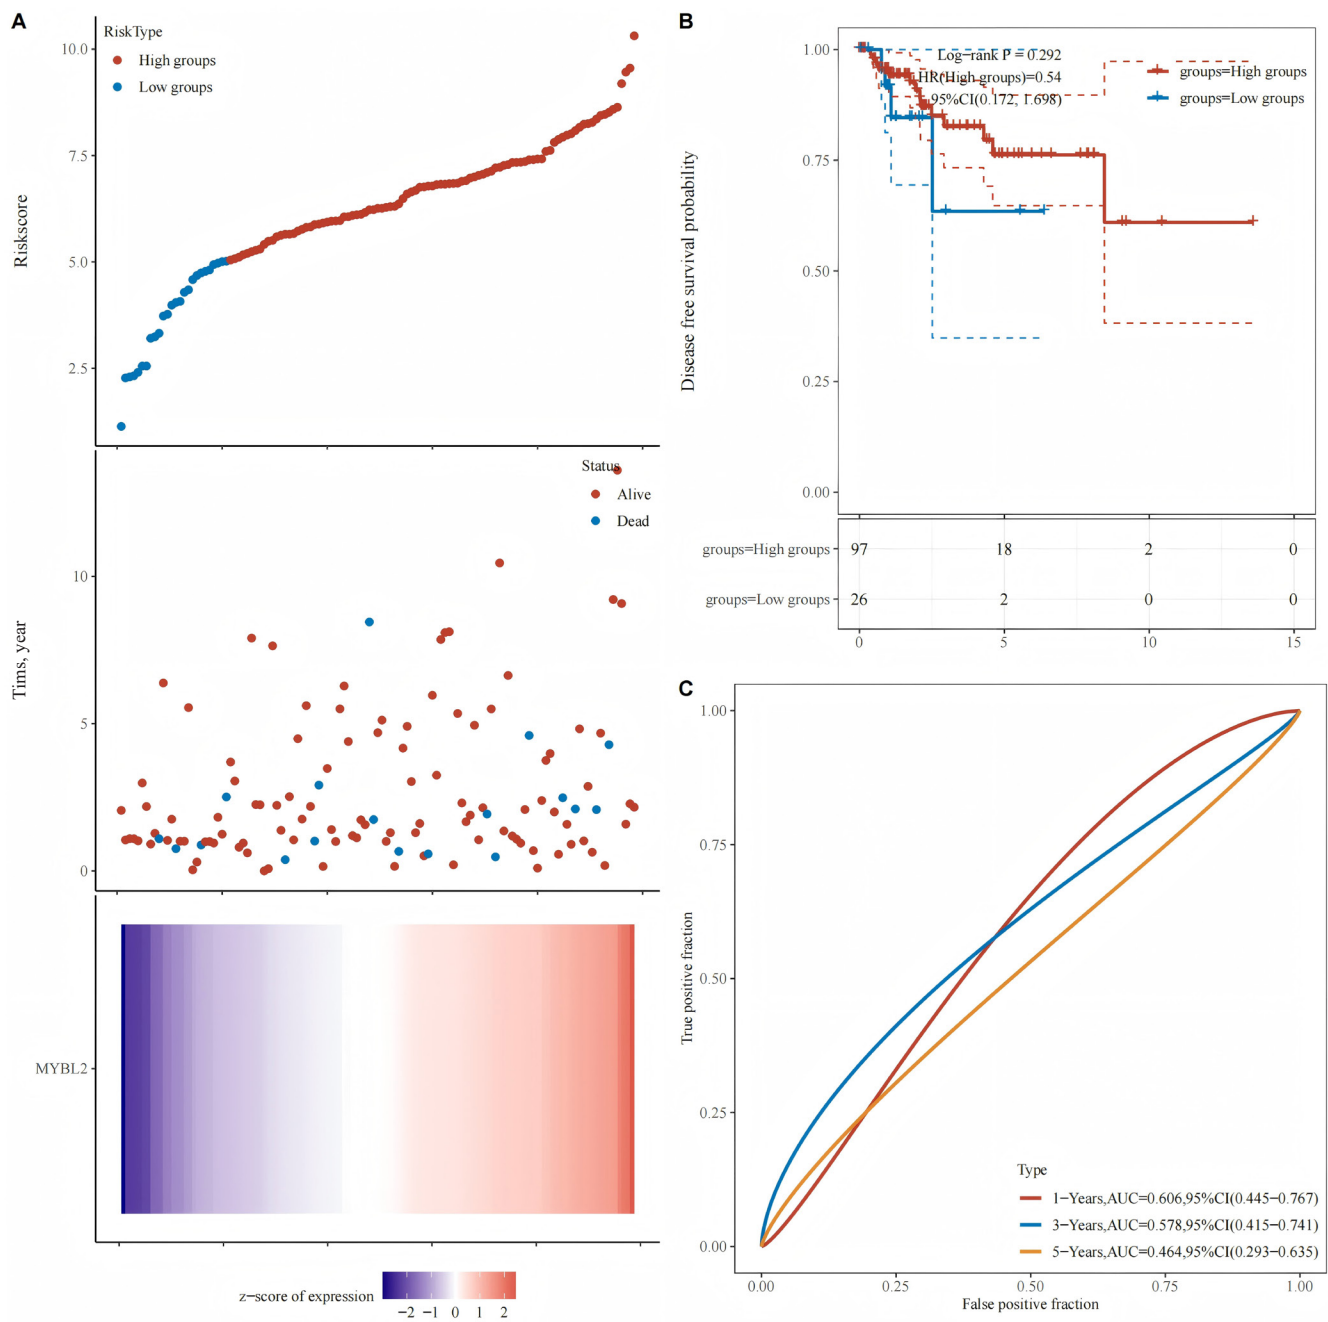 A
RiskType
High groups
Low groups
10.0
7.5
5.0
2.5
Riskscore
Status
Alive
Dead
10
5
0
Tims, year
MYBL2
z−score of expression
−2 −1 0 1 2
B
Log−rank P = 0.292
HR(High groups)=0.54
95%CI(0.172, 1.698)
groups=High groups
groups=Low groups
1.00
0.75
0.50
0.25
0.00
Disease free survival probability
groups=High groups 97 18 2 0
groups=Low groups 26 2 0 0
0 5 10 15
C
1.00
0.75
0.50
0.25
0.00
True positive fraction
Type
1−Years,AUC=0.606,95%CI(0.445−0.767)
3−Years,AUC=0.578,95%CI(0.415−0.741)
5−Years,AUC=0.464,95%CI(0.293−0.635)
0.00 0.25 0.50 0.75 1.00
False positive fraction